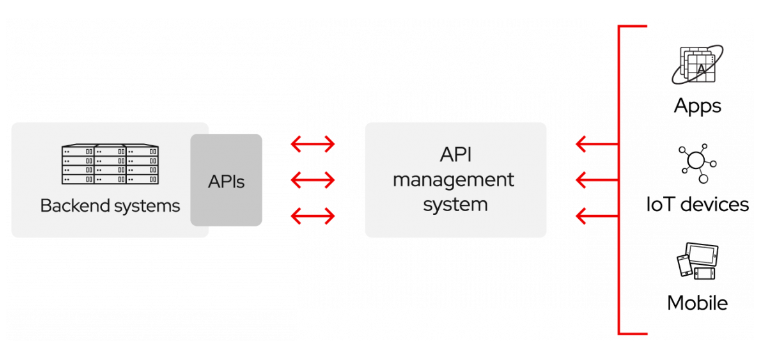 Backend systems
APIs
API
management
system
A
Apps
IoT devices
Mobile